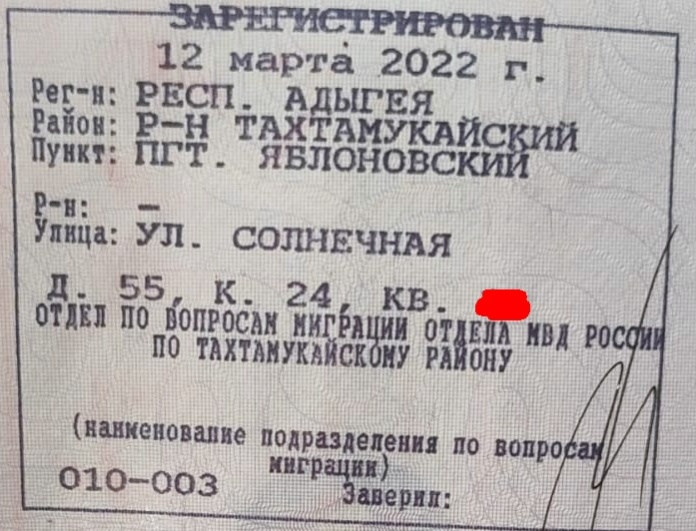 ЗАРЕГИСТРИРОВАН
12 марта 2022 г.
Рег-н: РЕСП. АДЫГЕЯ
Район: Р-Н ТАХТАМУКАЙСКИЙ
Пункт: ПГТ. ЯБЛОНОВСКИЙ
Р-н: –
Улица: УЛ. СОЛНЕЧНАЯ
Д. 55, К. 24, КВ.
ОТДЕЛ ПО ВОПРОСАМ МИГРАЦИИ ОТДЕЛА МВД РОССИИ
ПО ТАХТАМУКАЙСКОМУ РАЙОНУ
(наименование подразделения по вопросам
миграции)
010-003 Заверил: